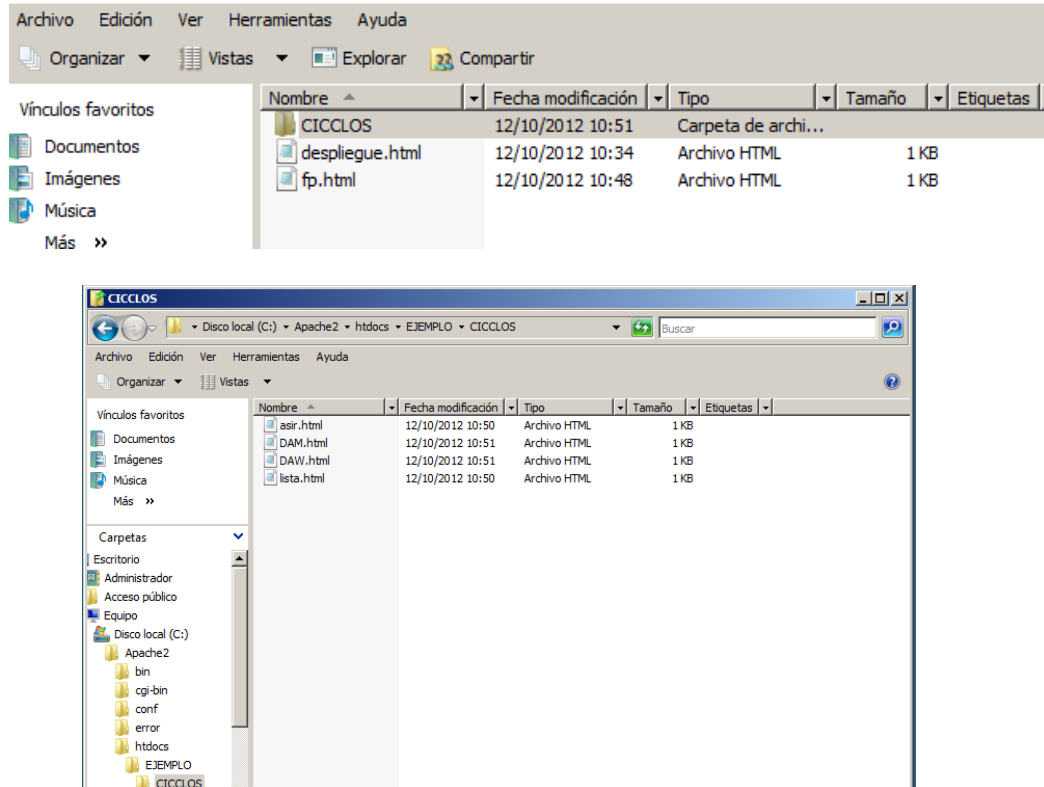 Archivo Edición Ver Herramientas Ayuda
Organizar Vistas Explorar Compartir
Vínculos favoritos
Documentos
Imágenes
Música
Más »
Nombre Fecha modificación Tipo Tamaño Etiquetas
CICCLOS 12/10/2012 10:51 Carpeta de archi...
despliegue.html 12/10/2012 10:34 Archivo HTML 1 KB
fp.html 12/10/2012 10:48 Archivo HTML 1 KB
CICCLOS
Disco local (C:) Apache2 htdocs EJEMPLO CICCLOS Buscar
Archivo Edición Ver Herramientas Ayuda
Organizar Vistas
Vínculos favoritos
Documentos
Imágenes
Música
Más »
Nombre Fecha modificación Tipo Tamaño Etiquetas
asir.html 12/10/2012 10:50 Archivo HTML 1 KB
DAM.html 12/10/2012 10:51 Archivo HTML 1 KB
DAW.html 12/10/2012 10:51 Archivo HTML 1 KB
lista.html 12/10/2012 10:50 Archivo HTML 1 KB
Carpetas
Escritorio
Administrador
Acceso público
Equipo
Disco local (C:)
Apache2
bin
cgi-bin
conf
error
htdocs
EJEMPLO
CICCLOS